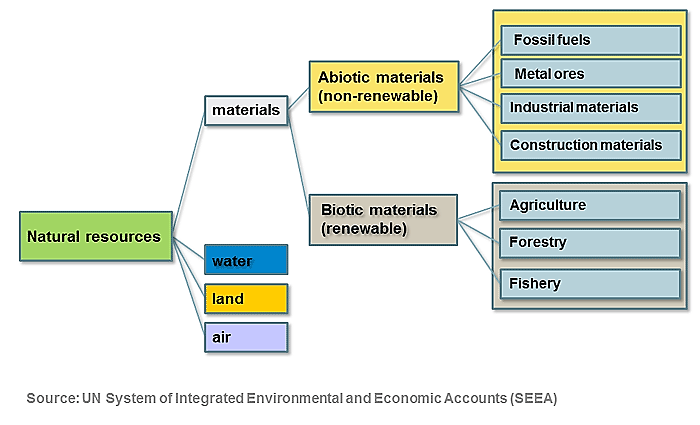 Natural resources
materials
water
land
air
Abiotic materials
(non-renewable)
Fossil fuels
Metal ores
Industrial materials
Construction materials
Biotic materials
(renewable)
Agriculture
Forestry
Fishery
Source: UN System of Integrated Environmental and Economic Accounts (SEEA)